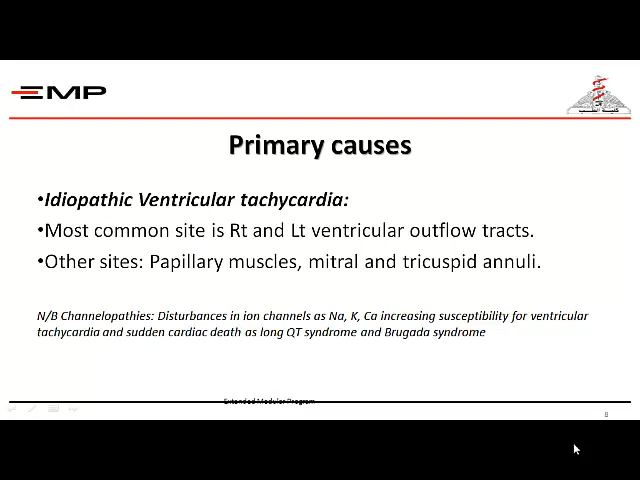 EMP
كلية الطب
Primary causes
•Idiopathic Ventricular tachycardia:
•Most common site is Rt and Lt ventricular outflow tracts.
•Other sites: Papillary muscles, mitral and tricuspid annuli.
N/B Channelopathies: Disturbances in ion channels as Na, K, Ca increasing susceptibility for ventricular
tachycardia and sudden cardiac death as long QT syndrome and Brugada syndrome
Extended Modular Program
8